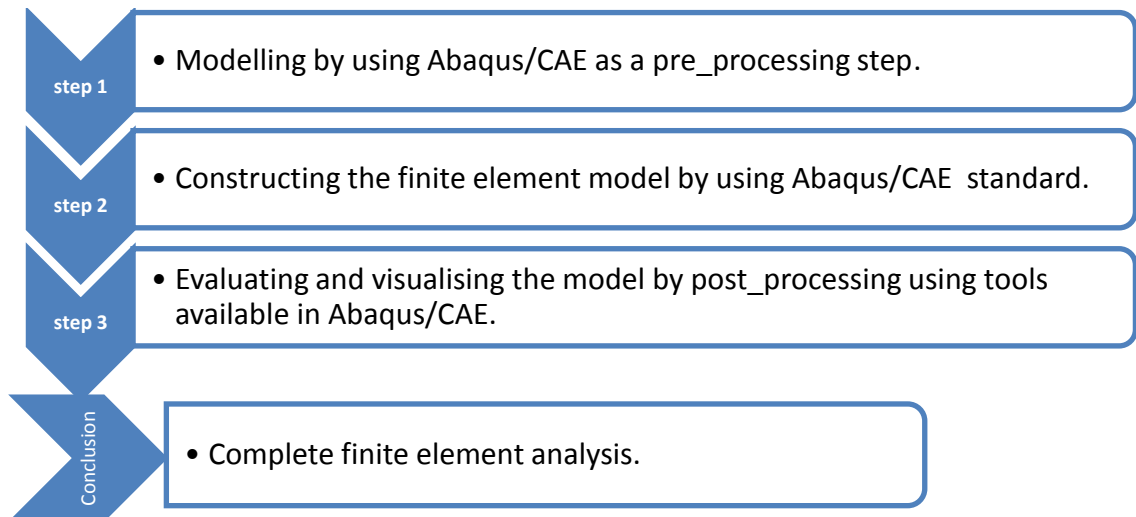 step 1
• Modelling by using Abaqus/CAE as a pre_processing step.
step 2
• Constructing the finite element model by using Abaqus/CAE standard.
step 3
• Evaluating and visualising the model by post_processing using tools
available in Abaqus/CAE.
Conclusion
• Complete finite element analysis.